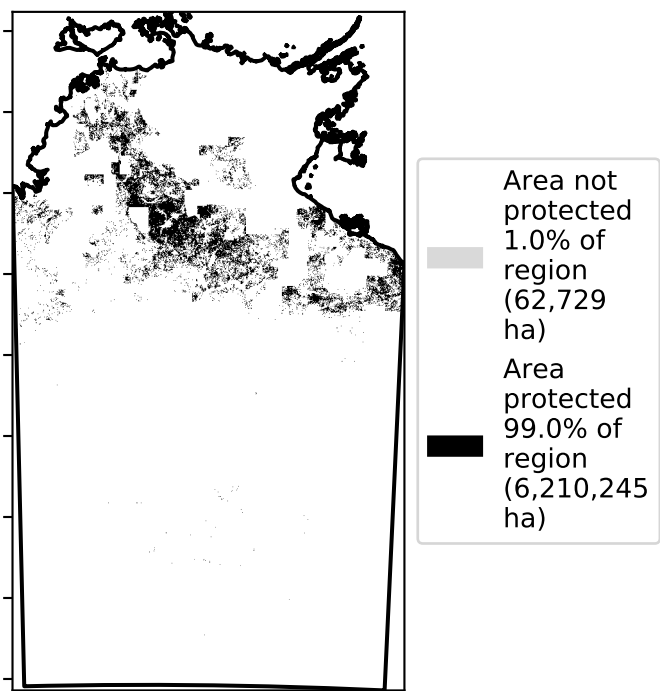 Area not
protected
1.0% of
region
(62,729
ha)
Area
protected
99.0% of
region
(6,210,245
ha)